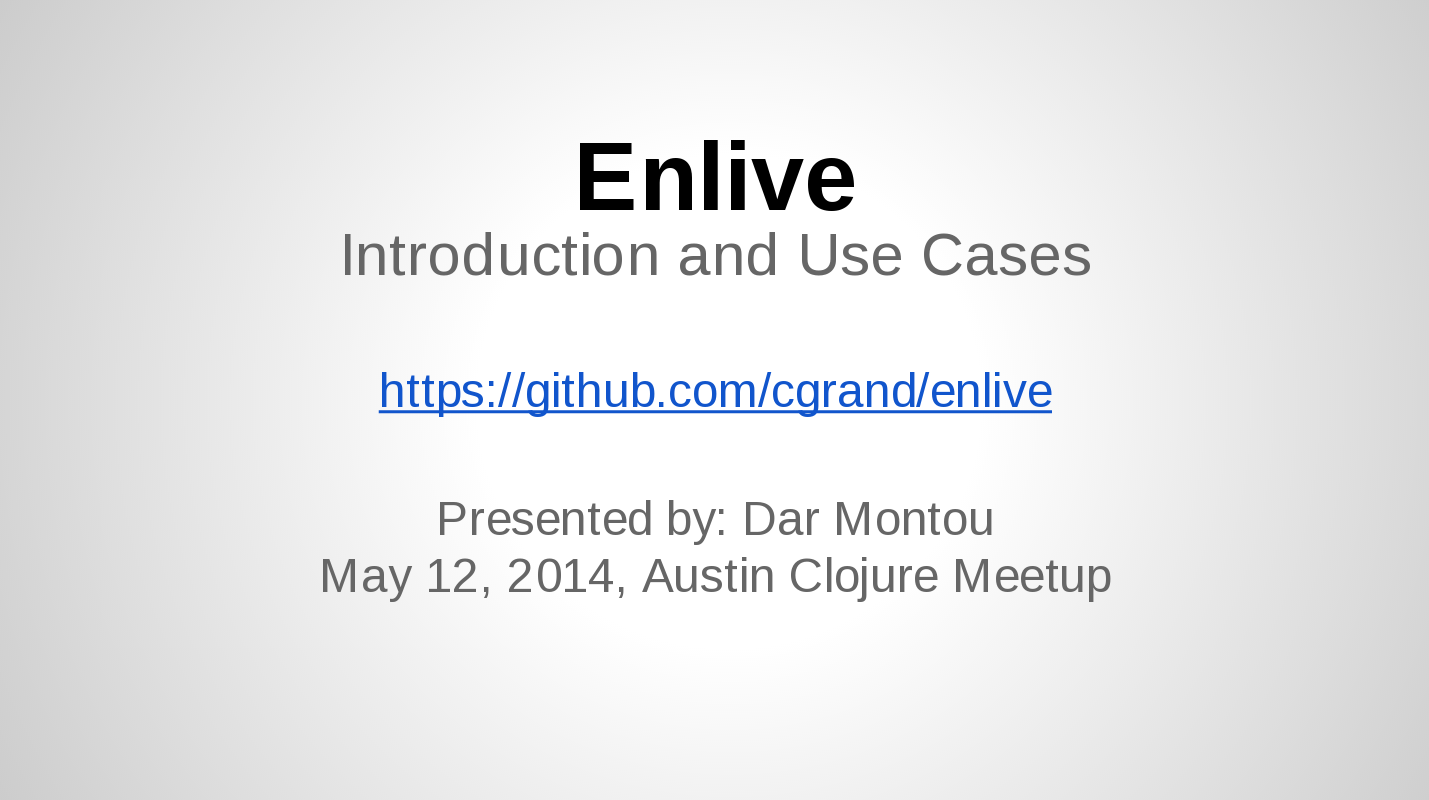 Enlive
Introduction and Use Cases
https://github.com/cgrand/enlive
Presented by: Dar Montou
May 12, 2014, Austin Clojure Meetup